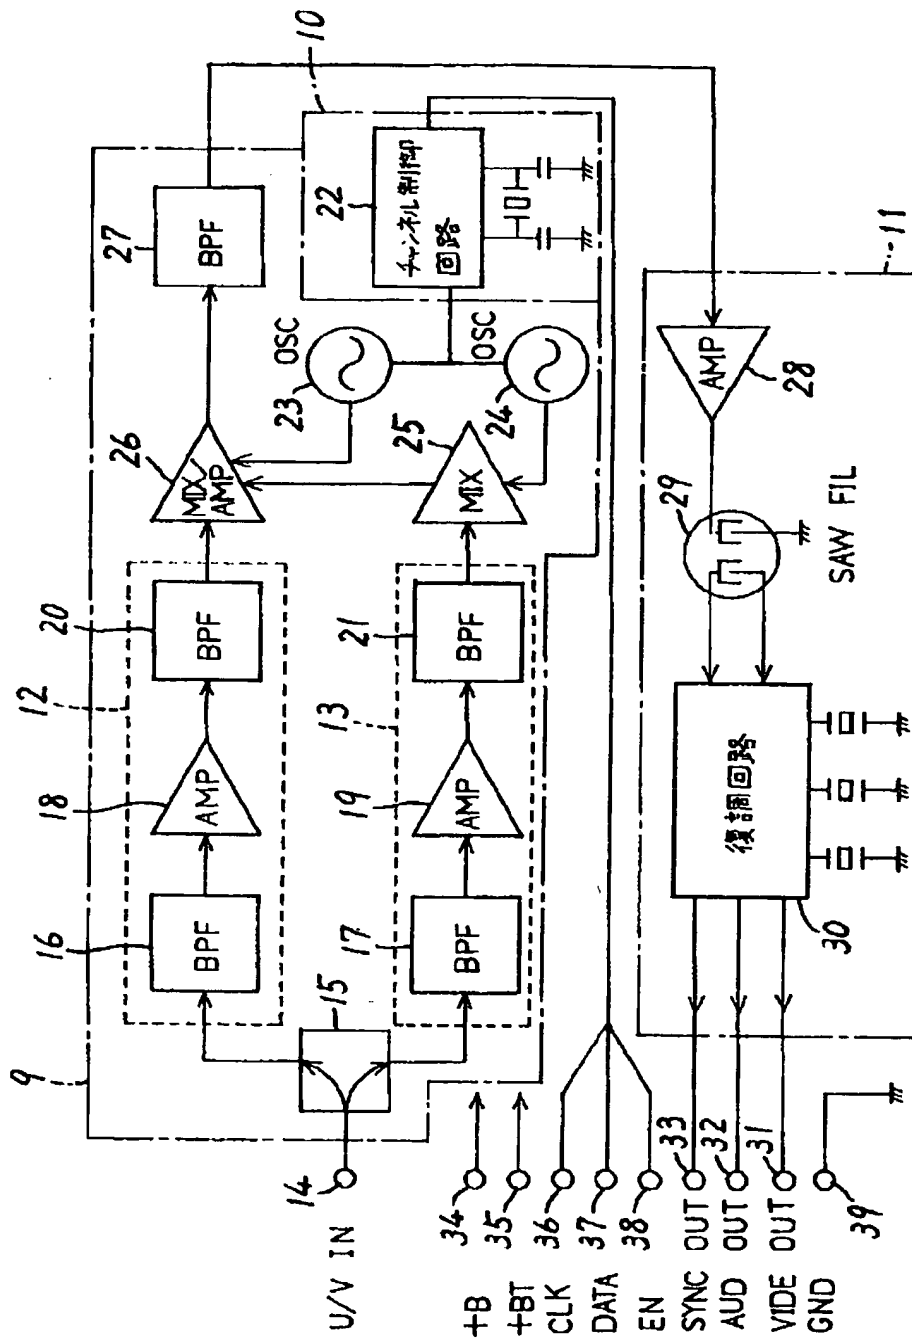 9
12
16
BPF
18
AMP
20
BPF
26
MIX/
AMP
27
BPF
10
OSC
23
22
チャンネル制御
回路
U/V IN
14
15
13
17
BPF
19
AMP
21
BPF
25
MIX
OSC
24
+B
34
+BT
35
CLK
36
DATA
37
EN
38
SYNC OUT
33
AUD OUT
32
VIDE OUT
31
GND
39
30
復調回路
29
SAW FIL
AMP
28
11